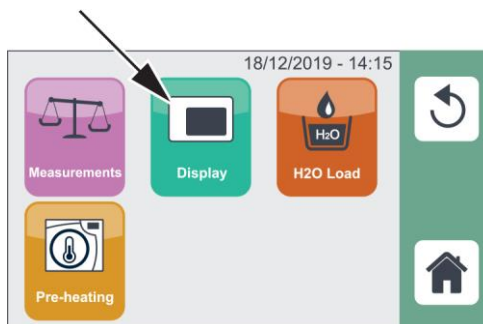 18/12/2019 - 14:15
H2O
Measurements
Display
H2O Load
Pre-heating